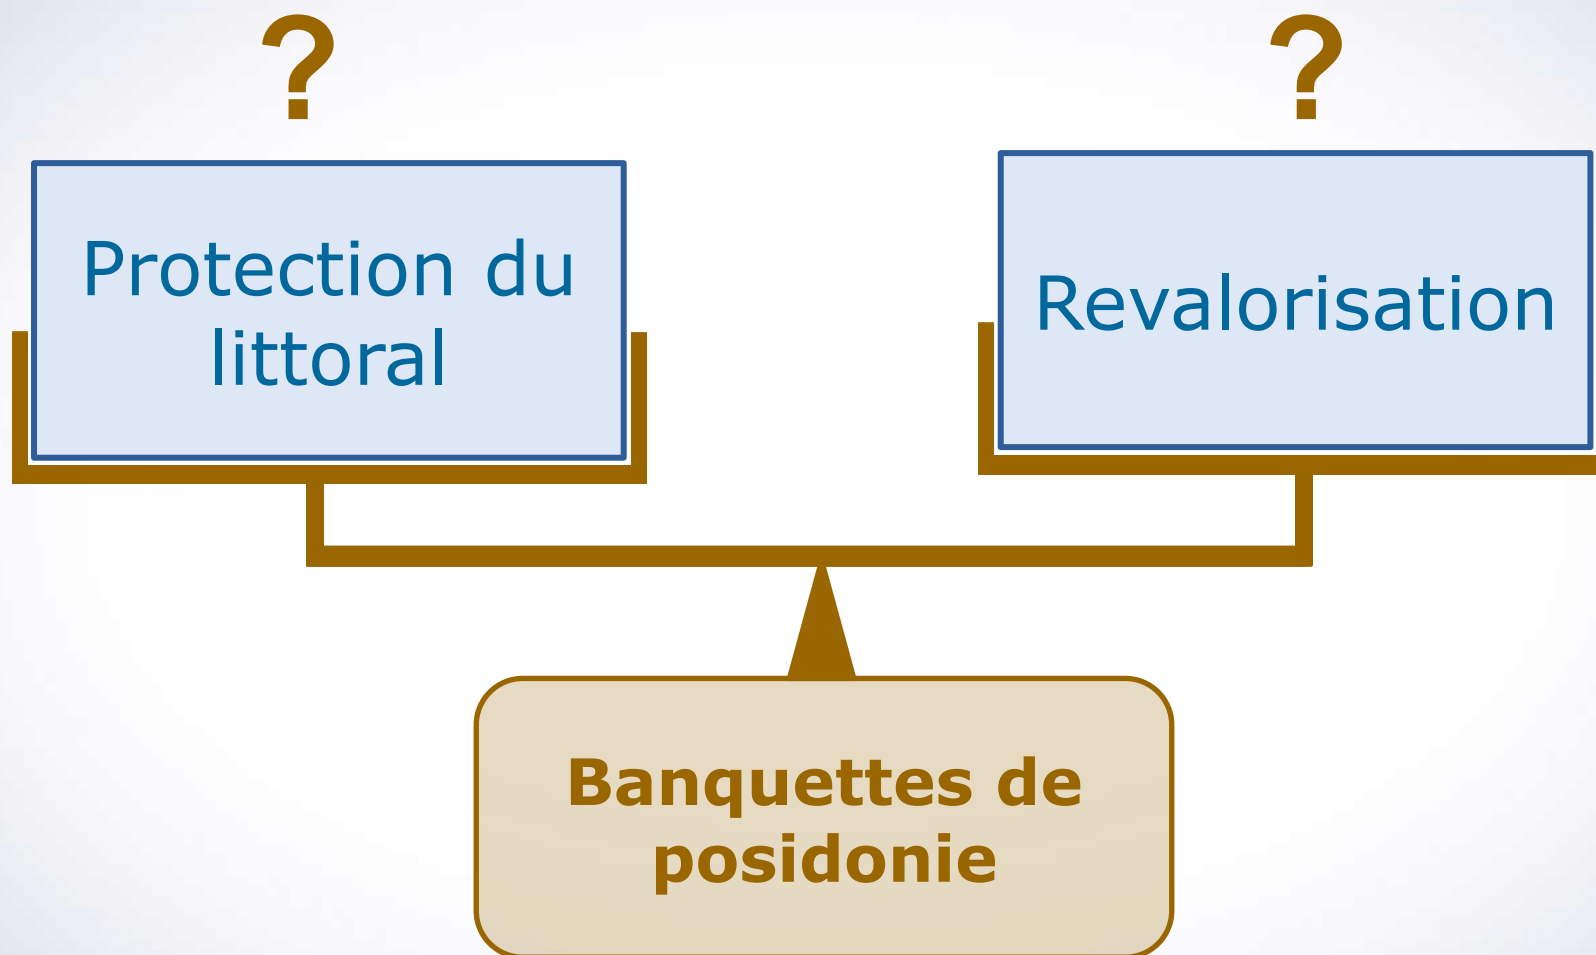 ?
?
Protection du
littoral
Revalorisation
Banquettes de
posidonie